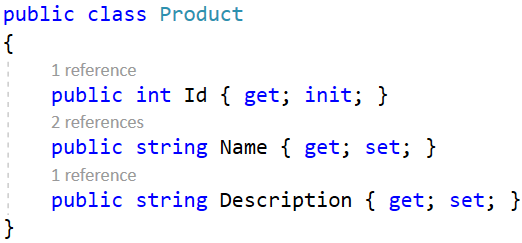 public class Product
{
1 reference
public int Id { get; init; }
2 references
public string Name { get; set; }
1 reference
public string Description { get; set; }
}